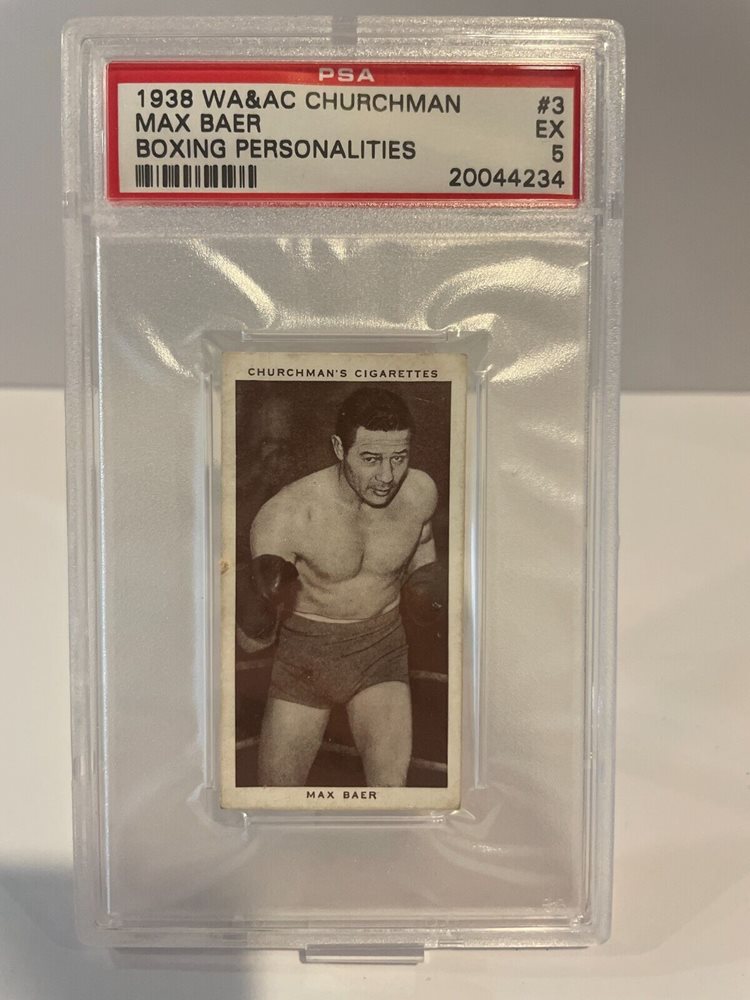 PSA
1938 WA&AC CHURCHMAN #3
MAX BAER EX
BOXING PERSONALITIES 5
20044234
CHURCHMAN'S CIGARETTES
MAX BAER